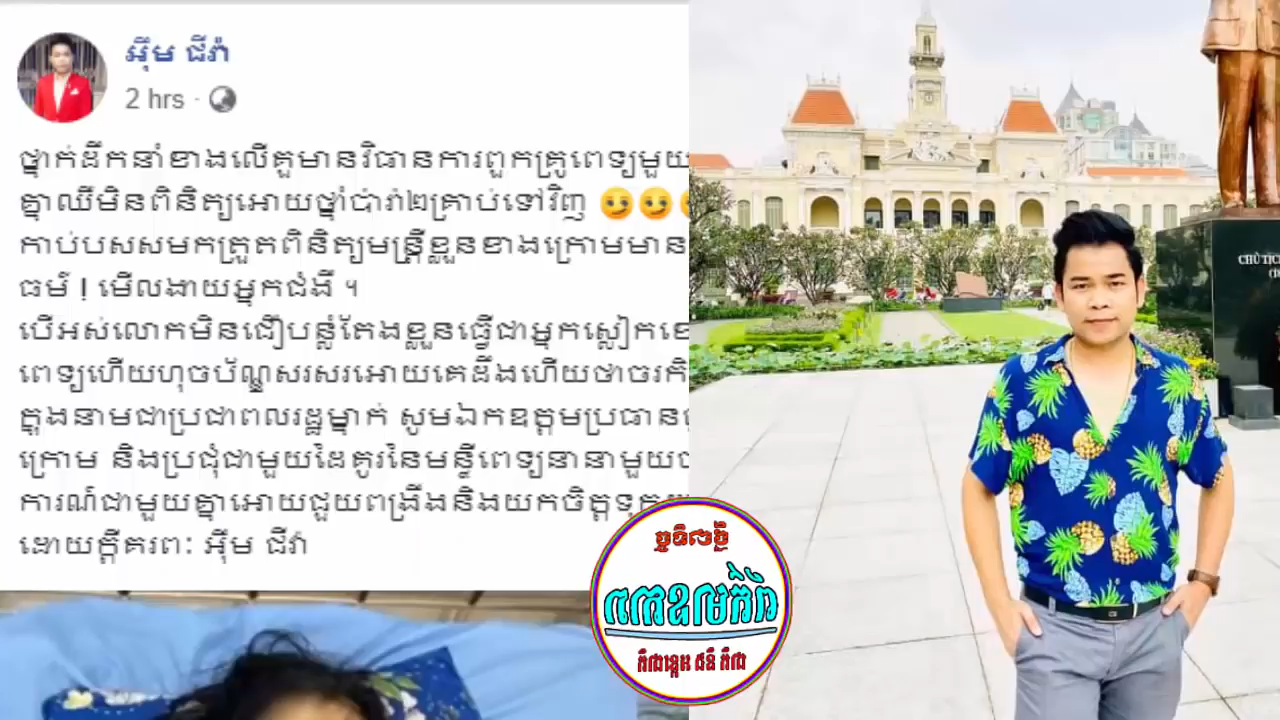 អ៊ឹម ជីវ៉ា
2 hrs
ថ្នាក់ដឹកនាំខាងលើគួមានវិធានការពួកគ្រូពេទ្យមួយ
គ្នាឈឺមិនពិនិត្យអោយថ្នាំប៉ារ៉ា២គ្រាប់ទៅវិញ 😏😏
កាប់បសសមកត្រួតពិនិត្យមន្ត្រីខ្លួនខាងក្រោមមាន
ធម៌ ! មើលងាយអ្នកជំងឺ ។
បើអស់លោកមិនជឿបន្លំតែងខ្លួនធ្វើជាអ្នកស្លៀកខោ
ពេទ្យហើយហុចប័ណ្ណសរសរអោយគេដឹងហើយថាចរកិ
ក្នុងនាមជាប្រជាពលរដ្ឋម្នាក់ សូមឯកឧត្តមប្រធាន
ក្រោម និងប្រជុំជាមួយដៃគូរនៃមន្ទីពេទ្យនានាមួយ
ការណ៍ជាមួយគ្នាអោយជួយពង្រឹងនិងយកចិត្តទុក
ដោយក្តីគរពៈ អ៊ឹម ជីវ៉ា
CHỦ TỊCH